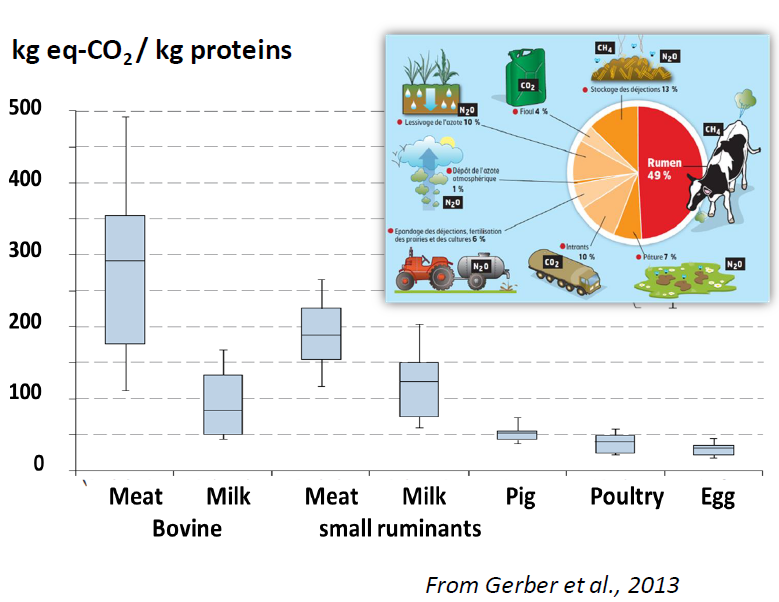 kg eq-CO₂ / kg proteins
500
400
300
200
100
0
Meat
Milk
Meat
Milk
Pig
Poultry
Egg
Bovine
small ruminants
CH₄
N₂O
Stockage des déjections 13 %
CO₂
Fioul 4 %
N₂O
Lessivage de l'azote 10 %
Dépôt de l'azote
atmosphérique
1 %
N₂O
Epandage des déjections, fertilisation
des prairies et des cultures 6 %
N₂O
Intrants
10 %
CO₂
Pâture 7 %
N₂O
Rumen
49 %
CH₄
From Gerber et al., 2013